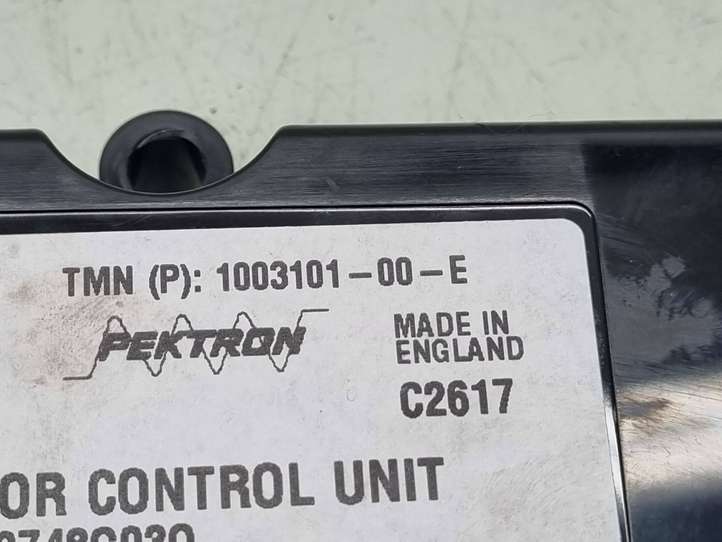 TMN (P): 1003101-00-E
PEKTRON
MADE IN
ENGLAND
C2617
OR CONTROL UNIT